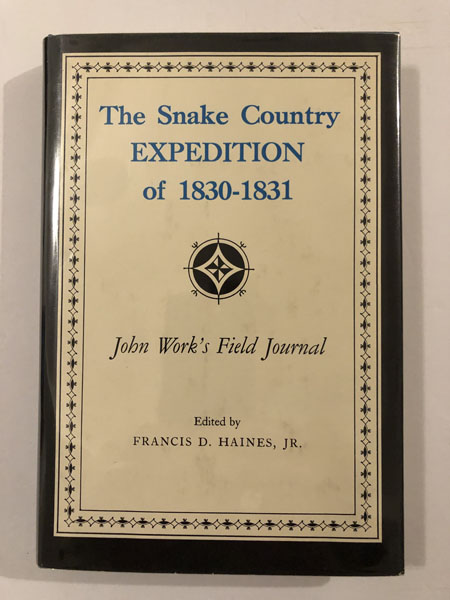 The Snake Country
EXPEDITION
of 1830-1831
John Work's Field Journal
Edited by
FRANCIS D. HAINES, JR.